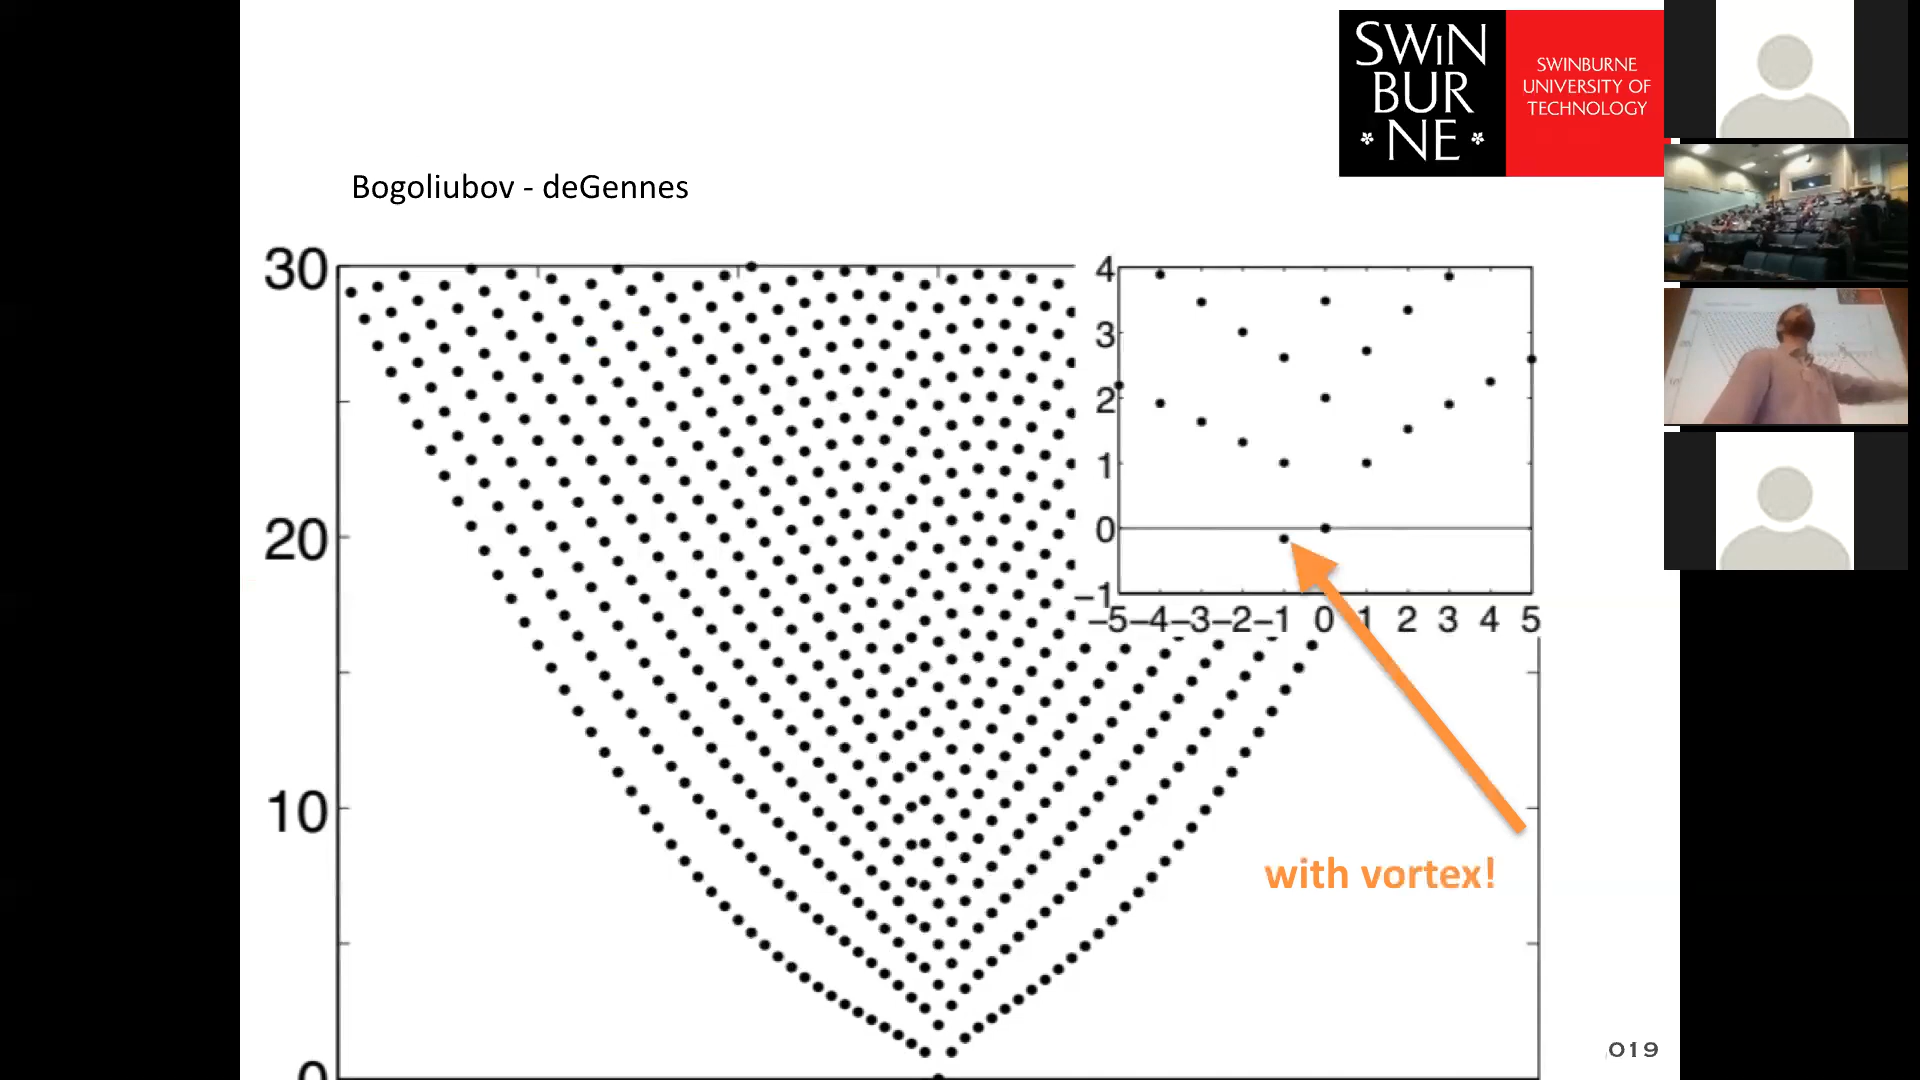 SWiN
BUR
NE
SWINBURNE
UNIVERSITY OF
TECHNOLOGY
Bogoliubov - deGennes
30
20
10
0
4
3
2
1
0
−1
−5 −4 −3 −2 −1 0 1 2 3 4 5
with vortex!
019